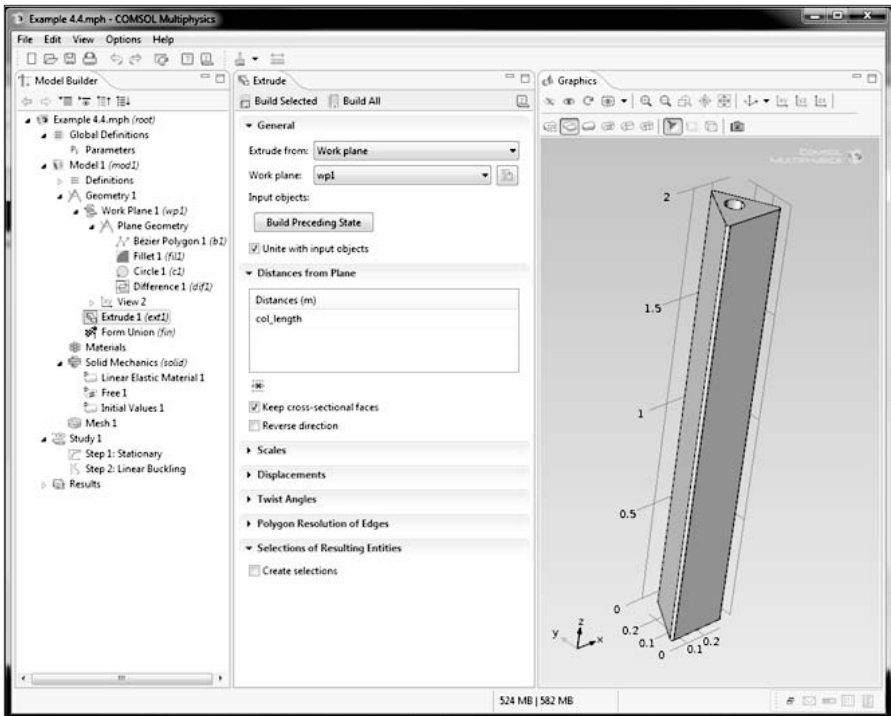 Example 4.4.mph - COMSOL Multiphysics
File Edit View Options Help
Model Builder
Example 4.4.mph (root)
Global Definitions
Pi Parameters
Model 1 (mod1)
Definitions
Geometry 1
Work Plane 1 (wp1)
Plane Geometry
Bézier Polygon 1 (b1)
Fillet 1 (fil1)
Circle 1 (c1)
Difference 1 (dif1)
View 2
Extrude 1 (ext1)
Form Union (fin)
Materials
Solid Mechanics (solid)
Linear Elastic Material 1
Free 1
Initial Values 1
Mesh 1
Study 1
Step 1: Stationary
Step 2: Linear Buckling
Results
Extrude
Build Selected Build All
General
Extrude from: Work plane
Work plane: wp1
Input objects:
Build Preceding State
Unite with input objects
Distances from Plane
Distances (m)
col_length
Keep cross-sectional faces
Reverse direction
Scales
Displacements
Twist Angles
Polygon Resolution of Edges
Selections of Resulting Entities
Create selections
Graphics
COMSOL
MULTIPHYSICS
2
1.5
1
0.5
0
0.2
0.1
0
0.1
0.2
y z x
524 MB | 582 MB